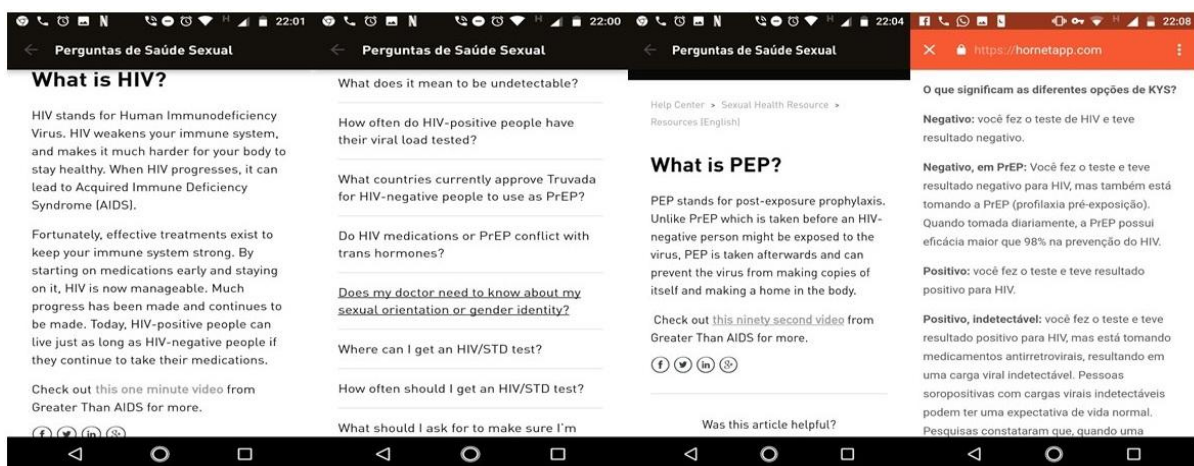 22:01
Perguntas de Saúde Sexual
What is HIV?
HIV stands for Human Immunodeficiency
Virus. HIV weakens your immune system,
and makes it much harder for your body to
stay healthy. When HIV progresses, it can
lead to Acquired Immune Deficiency
Syndrome (AIDS).
Fortunately, effective treatments exist to
keep your immune system strong. By
starting on medications early and staying
on it, HIV is now manageable. Much
progress has been made and continues to
be made. Today, HIV-positive people can
live just as long as HIV-negative people if
they continue to take their medications.
Check out this one minute video from
Greater Than AIDS for more.
22:00
Perguntas de Saúde Sexual
What does it mean to be undetectable?
How often do HIV-positive people have
their viral load tested?
What countries currently approve Truvada
for HIV-negative people to use as PrEP?
Do HIV medications or PrEP conflict with
trans hormones?
Does my doctor need to know about my
sexual orientation or gender identity?
Where can I get an HIV/STD test?
How often should I get an HIV/STD test?
What should I ask for to make sure I'm
22:04
Perguntas de Saúde Sexual
Help Center > Sexual Health Resource >
Resources (English)
What is PEP?
PEP stands for post-exposure prophylaxis.
Unlike PrEP which is taken before an HIV-
negative person might be exposed to the
virus, PEP is taken afterwards and can
prevent the virus from making copies of
itself and making a home in the body.
Check out this ninety second video from
Greater Than AIDS for more.
Was this article helpful?
22:08
https://hornetapp.com
O que significam as diferentes opções de KYS?
Negativo: você fez o teste de HIV e teve
resultado negativo.
Negativo, em PrEP: Você fez o teste e teve
resultado negativo para HIV, mas também está
tomando a PrEP (profilaxia pré-exposição).
Quando tomada diariamente, a PrEP possui
eficácia maior que 98% na prevenção do HIV.
Positivo: você fez o teste e teve resultado
positivo para HIV.
Positivo, indetectável: você fez o teste e teve
resultado positivo para HIV, mas está tomando
medicamentos antirretrovirais, resultando em
uma carga viral indetectável. Pessoas
soropositivas com cargas virais indetectáveis
podem ter uma expectativa de vida normal.
Pesquisas constataram que, quando uma